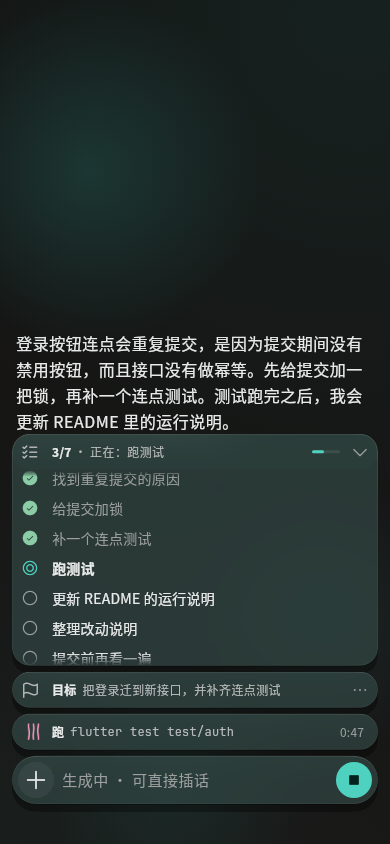 登录按钮连点会重复提交，是因为提交期间没有
禁用按钮，而且接口没有做幂等。先给提交加一
把锁，再补一个连点测试。测试跑完之后，我会
更新 README 里的运行说明。
3/7 · 正在：跑测试
找到重复提交的原因
给提交加锁
补一个连点测试
跑测试
更新 README 的运行说明
整理改动说明
提交前再看一遍
目标 把登录迁到新接口，并补齐连点测试 ···
跑 flutter test test/auth 0:47
生成中 · 可直接插话